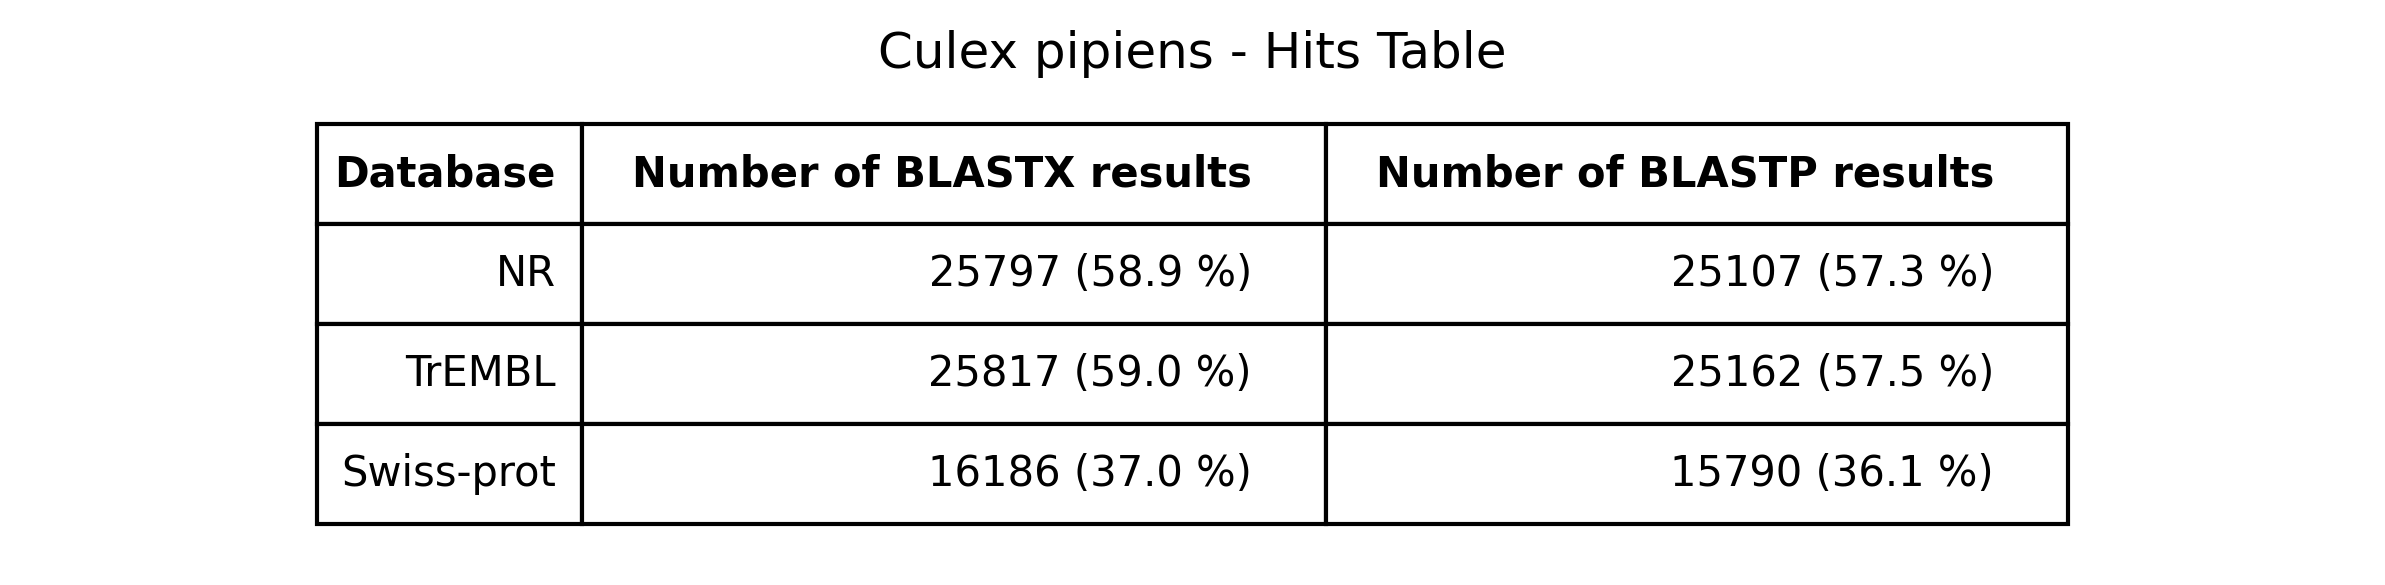 Culex pipiens - Hits Table
Database Number of BLASTX results Number of BLASTP results
NR 25797 (58.9 %) 25107 (57.3 %)
TrEMBL 25817 (59.0 %) 25162 (57.5 %)
Swiss-prot 16186 (37.0 %) 15790 (36.1 %)